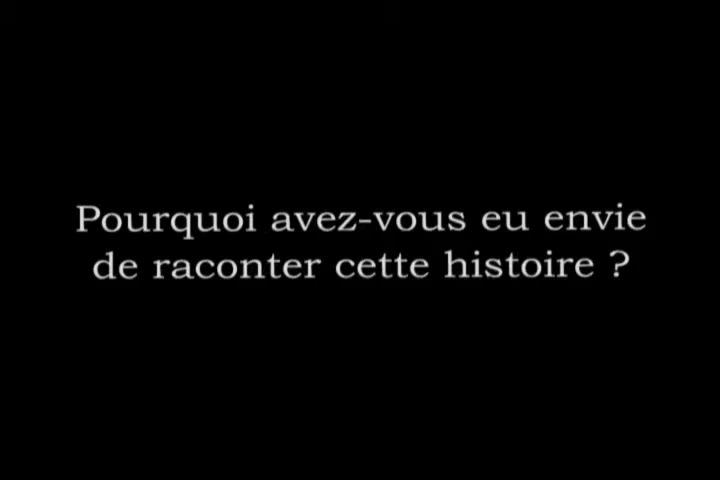 Pourquoi avez-vous eu envie
de raconter cette histoire ?